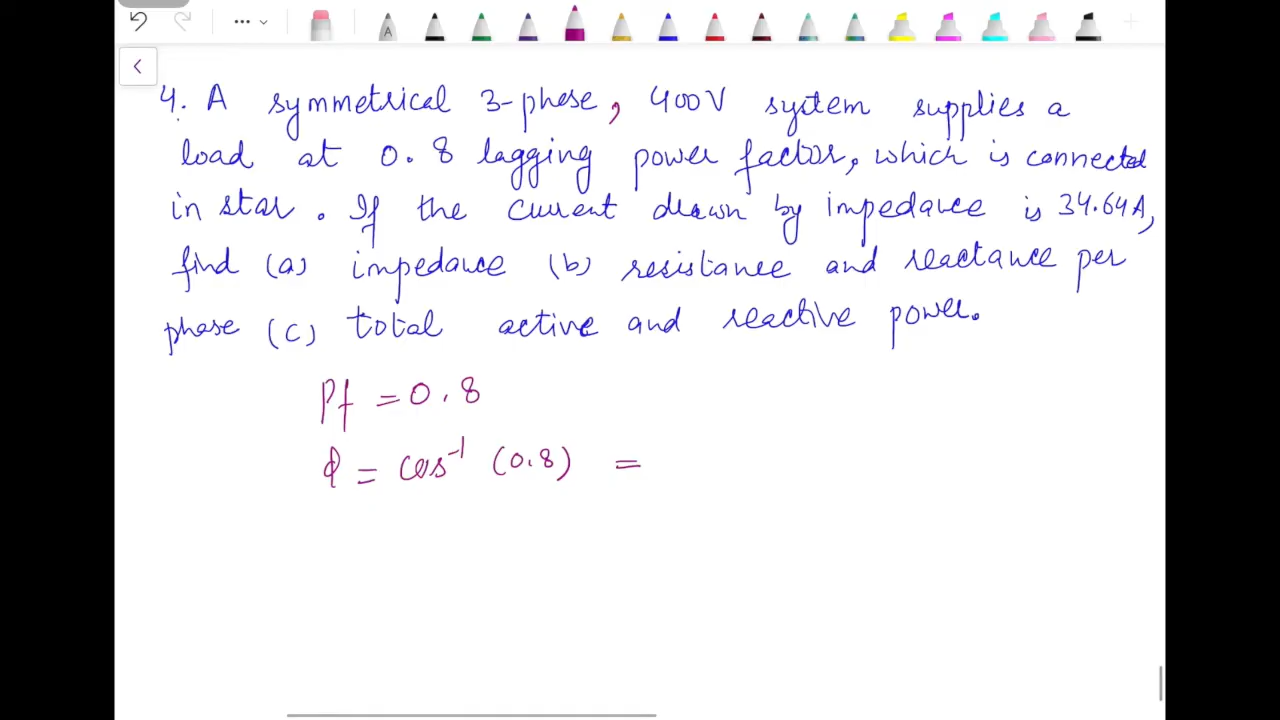 4. A symmetrical 3-phase, 400V system supplies a
load at 0.8 lagging power factor, which is connected
in star. If the current drawn by impedance is 34.64A,
find (a) impedance (b) resistance and reactance per
phase (c) total active and reactive power.
Pf = 0.8
φ = cos⁻¹ (0.8) =